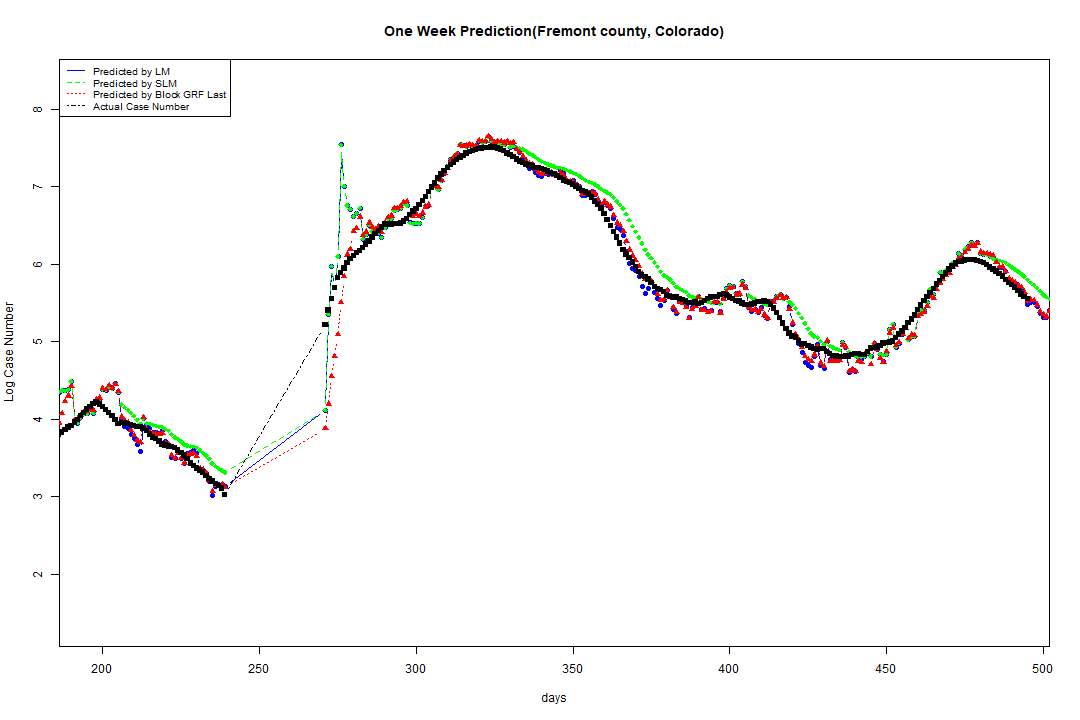 One Week Prediction(Fremont county, Colorado)
Predicted by LM
Predicted by SLM
Predicted by Block GRF Last
Actual Case Number
Log Case Number
8
7
6
5
4
3
2
200 250 300 350 400 450 500
days